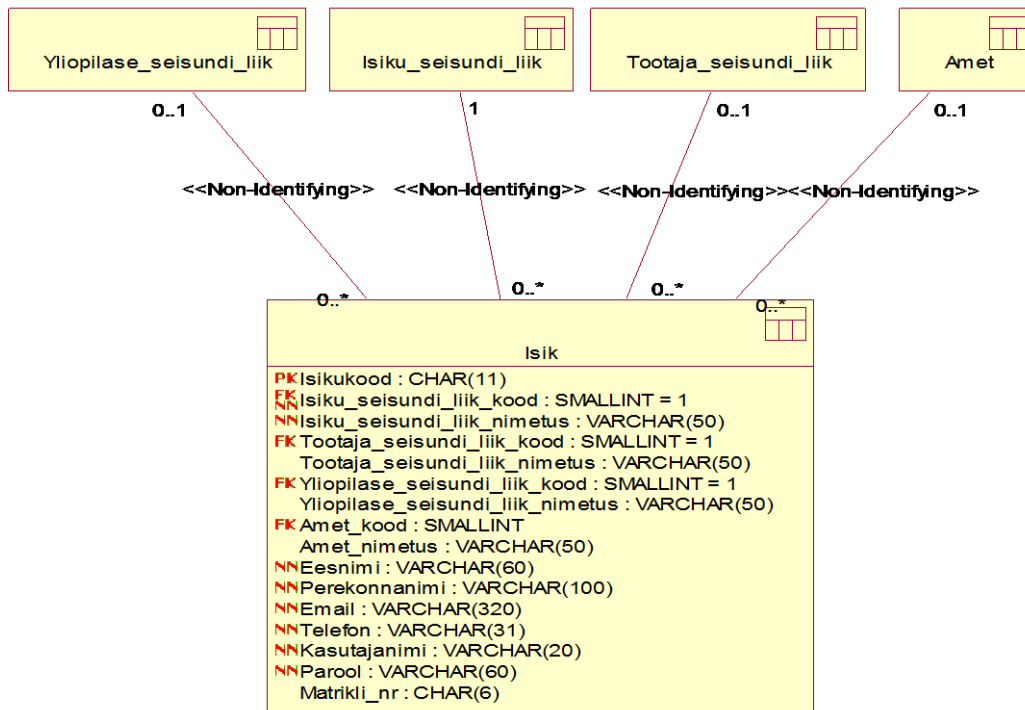 Yliopilase_seisundi_liik
Isiku_seisundi_liik
Tootaja_seisundi_liik
Amet
0..1
1
0..1
0..1
<<Non-Identifying>>
<<Non-Identifying>>
<<Non-Identifying>>
<<Non-Identifying>>
0..*
0..*
0..*
0..*
Isik
PK Isikukood : CHAR(11)
FK NN Isiku_seisundi_liik_kood : SMALLINT = 1
NN Isiku_seisundi_liik_nimetus : VARCHAR(50)
FK Tootaja_seisundi_liik_kood : SMALLINT = 1
Tootaja_seisundi_liik_nimetus : VARCHAR(50)
FK Yliopilase_seisundi_liik_kood : SMALLINT = 1
Yliopilase_seisundi_liik_nimetus : VARCHAR(50)
FK Amet_kood : SMALLINT
Amet_nimetus : VARCHAR(50)
NN Eesnimi : VARCHAR(60)
NN Perekonnanimi : VARCHAR(100)
NN Email : VARCHAR(320)
NN Telefon : VARCHAR(31)
NN Kasutajanimi : VARCHAR(20)
NN Parool : VARCHAR(60)
Matrikli_nr : CHAR(6)